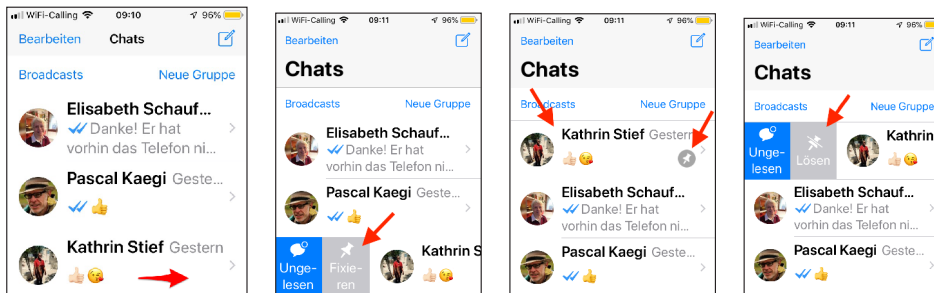 WiFi-Calling 09:10 96%
Bearbeiten Chats
Broadcasts Neue Gruppe
Elisabeth Schauf...
Danke! Er hat
vorhin das Telefon ni...
Pascal Kaegi Geste...
Kathrin Stief Gestern
WiFi-Calling 09:11 96%
Bearbeiten
Chats
Broadcasts Neue Gruppe
Elisabeth Schauf...
Danke! Er hat
vorhin das Telefon ni...
Pascal Kaegi Geste...
Kathrin S
Unge-
lesen
Fixie-
ren
WiFi-Calling 09:11 96%
Bearbeiten
Chats
Broadcasts Neue Gruppe
Kathrin Stief Gestern
Elisabeth Schauf...
Danke! Er hat
vorhin das Telefon ni...
Pascal Kaegi Geste...
WiFi-Calling 09:11 96%
Bearbeiten
Chats
Broadcasts Neue Gruppe
Unge-
lesen
Lösen
Kathrin
Elisabeth Schauf...
Danke! Er hat
vorhin das Telefon ni...
Pascal Kaegi Geste...